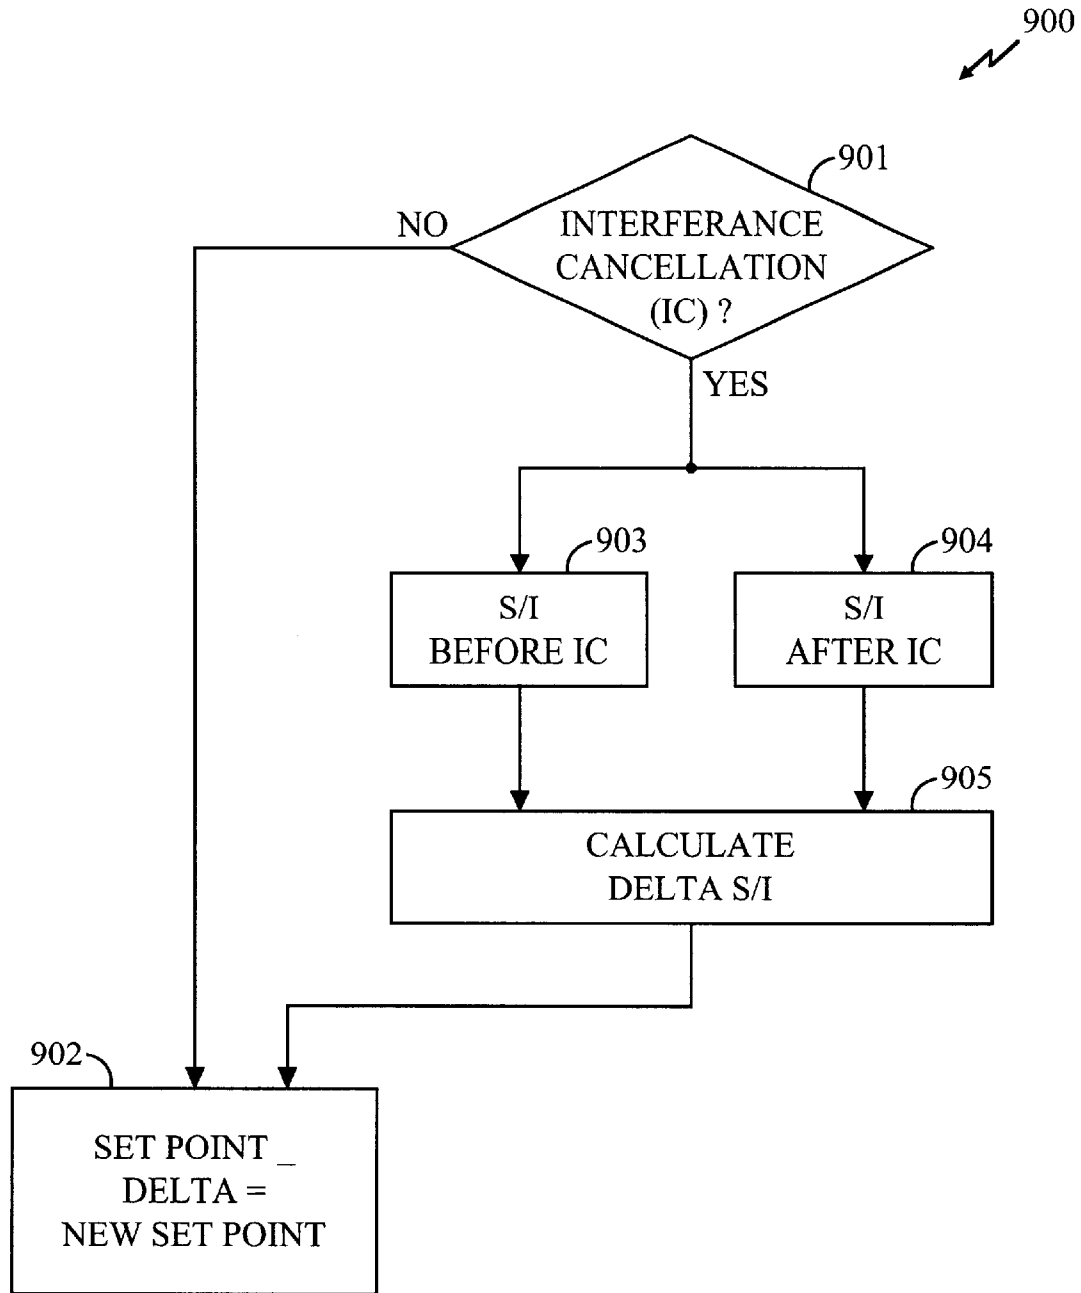 900
901
INTERFERANCE
CANCELLATION
(IC) ?
NO
YES
903
S/I
BEFORE IC
904
S/I
AFTER IC
905
CALCULATE
DELTA S/I
902
SET POINT _
DELTA =
NEW SET POINT